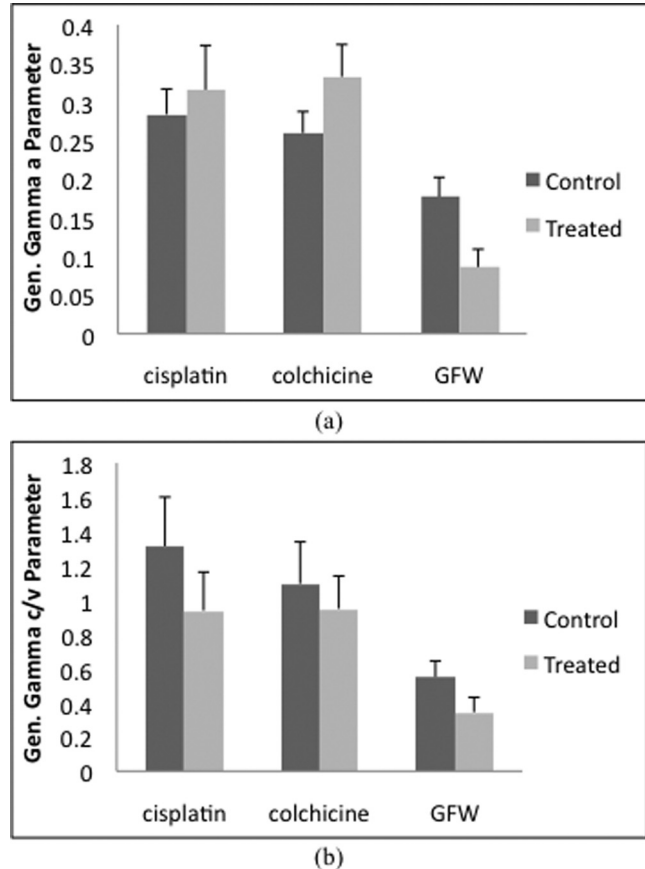 Gen. Gamma a Parameter
0.4
0.35
0.3
0.25
0.2
0.15
0.1
0.05
0
Control
Treated
cisplatin colchicine GFW
(a)
Gen. Gamma c/v Parameter
1.8
1.6
1.4
1.2
1
0.8
0.6
0.4
0.2
0
Control
Treated
cisplatin colchicine GFW
(b)